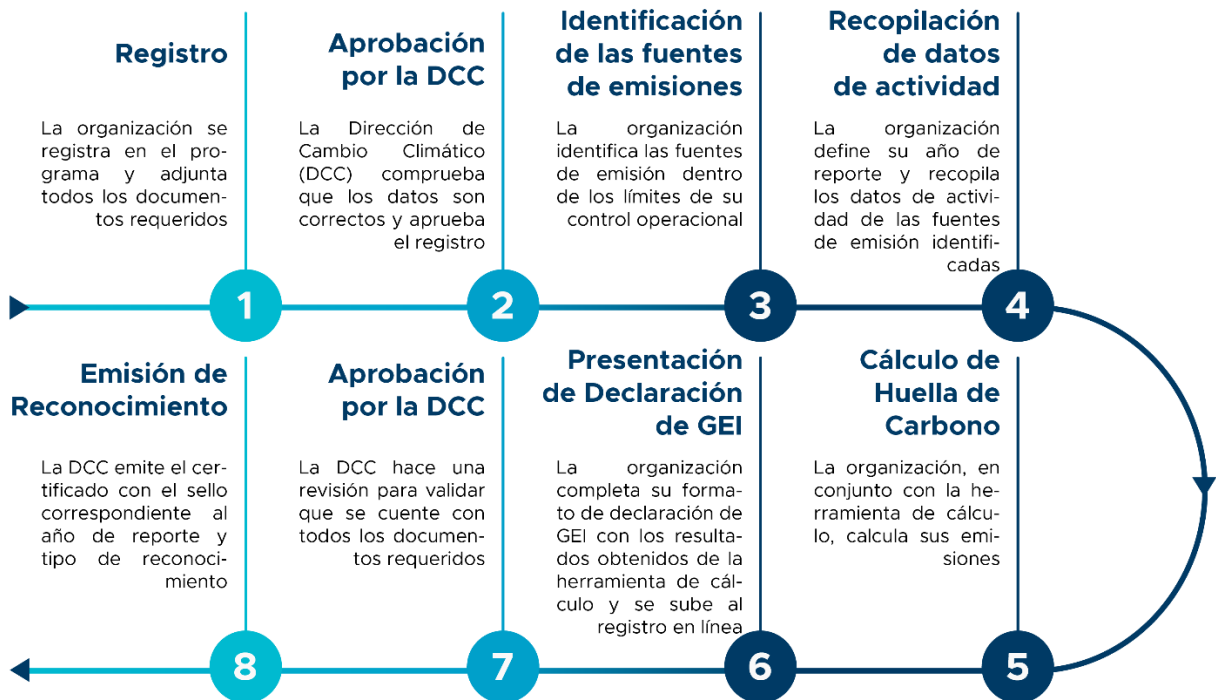 Registro
La organización se
registra en el pro-
grama y adjunta
todos los documen-
tos requeridos
1
Aprobación
por la DCC
La Dirección de
Cambio Climático
(DCC) comprueba
que los datos son
correctos y aprueba
el registro
2
Identificación
de las fuentes
de emisiones
La organización
identifica las fuentes
de emisión dentro
de los límites de su
control operacional
3
Recopilación
de datos
de actividad
La organización
define su año de
reporte y recopila
los datos de activi-
dad de las fuentes
de emisión identifi-
cadas
4
Cálculo de
Huella de
Carbono
La organización, en
conjunto con la he-
rramienta de cálcu-
lo, calcula sus emi-
siones
5
Presentación
de Declaración
de GEI
La organización
completa su forma-
to de declaración de
GEI con los resulta-
dos obtenidos de la
herramienta de cál-
culo y se sube al
registro en línea
6
Aprobación
por la DCC
La DCC hace una
revisión para validar
que se cuente con
todos los documen-
tos requeridos
7
Emisión de
Reconocimiento
La DCC emite el cer-
tificado con el sello
correspondiente al
año de reporte y
tipo de reconoci-
miento
8